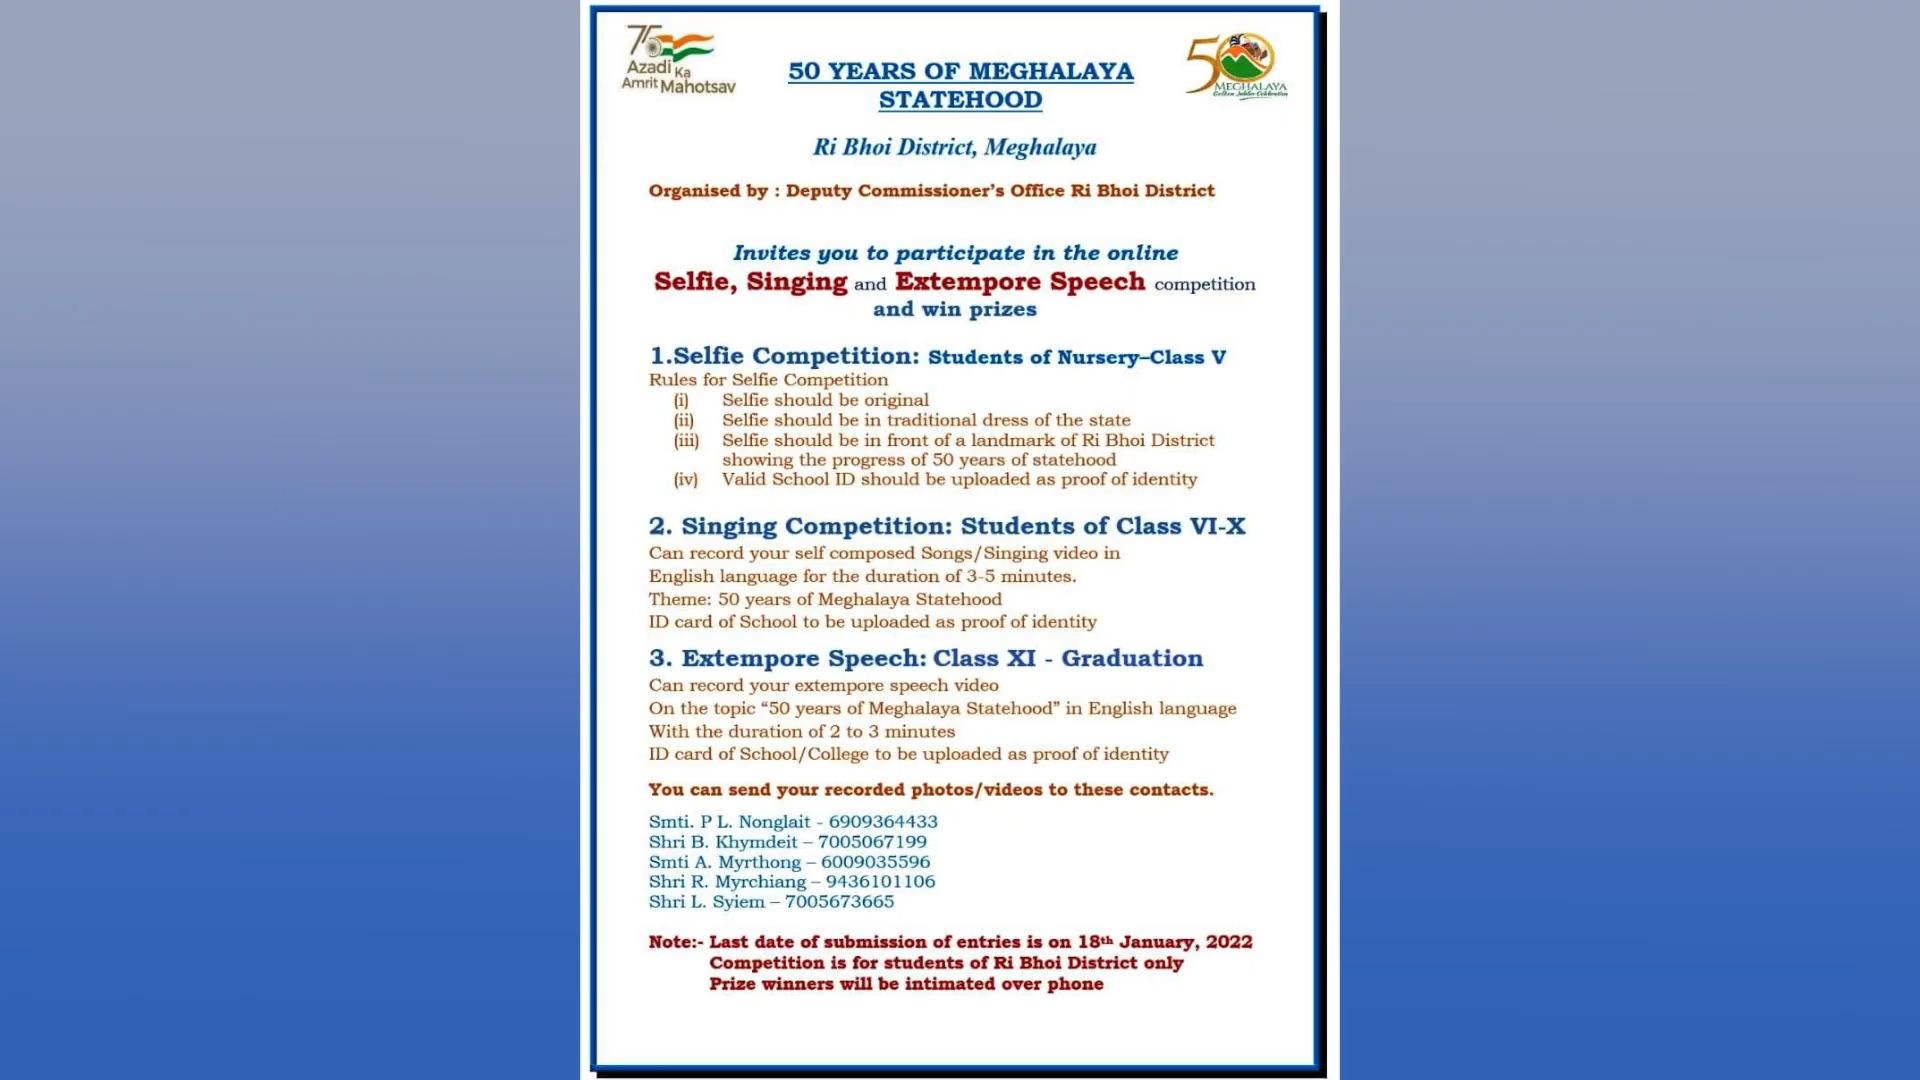 75
Azadi Ka
Amrit Mahotsav
50
MEGHALAYA
Golden Jubilee Celebration
50 YEARS OF MEGHALAYA
STATEHOOD
Ri Bhoi District, Meghalaya
Organised by : Deputy Commissioner's Office Ri Bhoi District
Invites you to participate in the online
Selfie, Singing and Extempore Speech competition
and win prizes
1.Selfie Competition: Students of Nursery–Class V
Rules for Selfie Competition
(i) Selfie should be original
(ii) Selfie should be in traditional dress of the state
(iii) Selfie should be in front of a landmark of Ri Bhoi District
showing the progress of 50 years of statehood
(iv) Valid School ID should be uploaded as proof of identity
2. Singing Competition: Students of Class VI-X
Can record your self composed Songs/Singing video in
English language for the duration of 3-5 minutes.
Theme: 50 years of Meghalaya Statehood
ID card of School to be uploaded as proof of identity
3. Extempore Speech: Class XI - Graduation
Can record your extempore speech video
On the topic “50 years of Meghalaya Statehood” in English language
With the duration of 2 to 3 minutes
ID card of School/College to be uploaded as proof of identity
You can send your recorded photos/videos to these contacts.
Smti. P L. Nonglait - 6909364433
Shri B. Khymdeit – 7005067199
Smti A. Myrthong – 6009035596
Shri R. Myrchiang – 9436101106
Shri L. Syiem – 7005673665
Note:- Last date of submission of entries is on 18th January, 2022
Competition is for students of Ri Bhoi District only
Prize winners will be intimated over phone